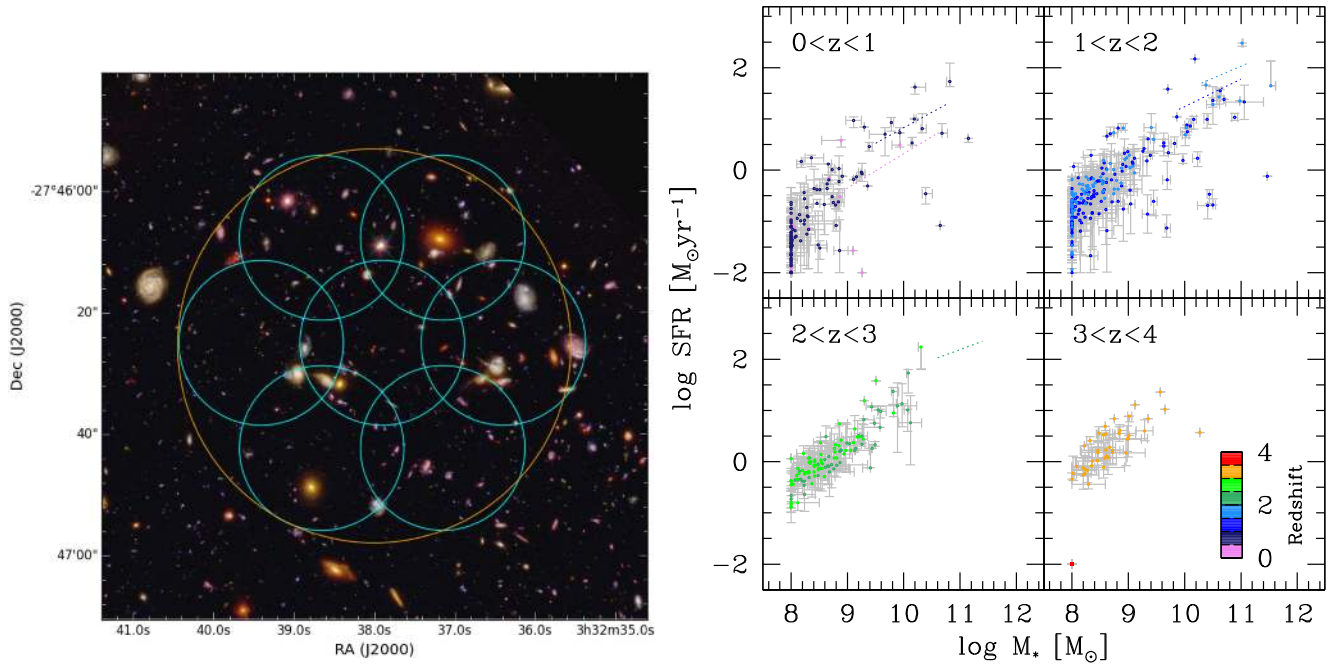 -27°46'00"
20"
40"
47'00"
Dec (J2000)
41.0s 40.0s 39.0s 38.0s 37.0s 36.0s 3h32m35.0s
RA (J2000)
0<z<1
1<z<2
2<z<3
3<z<4
2
0
-2
2
0
-2
log SFR [M⊙yr⁻¹]
8 9 10 11 12
8 9 10 11 12
log M* [M⊙]
4
2
0
Redshift